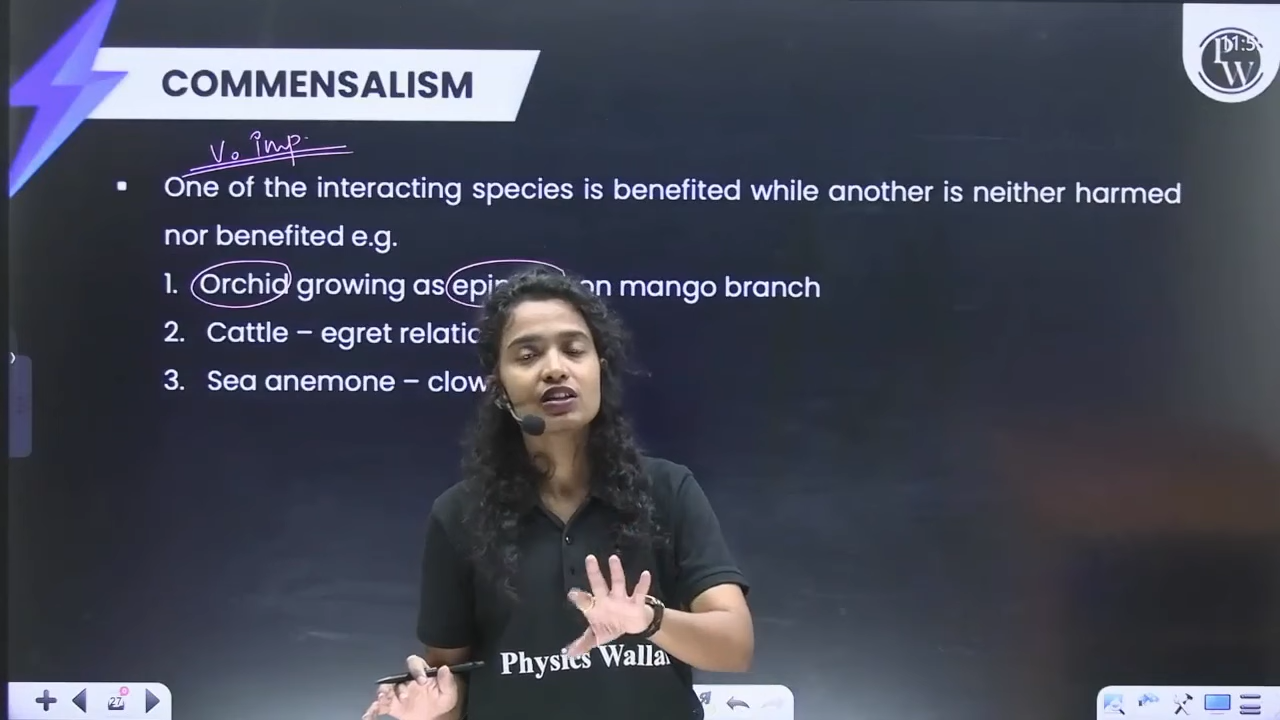 COMMENSALISM
V. imp.
One of the interacting species is benefited while another is neither harmed
nor benefited e.g.
1. Orchid growing as on mango branch
2. Cattle – egret
3. Sea anemone –
Physics
27